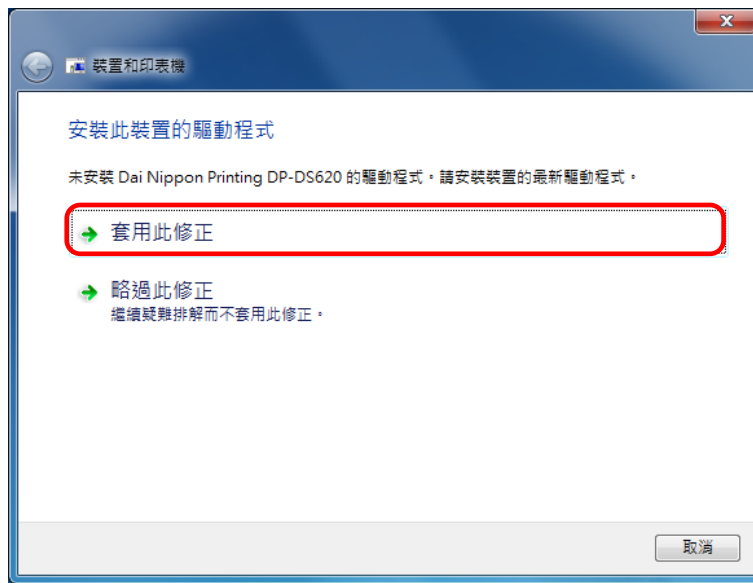 裝置和印表機
安裝此裝置的驅動程式
未安裝 Dai Nippon Printing DP-DS620 的驅動程式。請安裝裝置的最新驅動程式。
套用此修正
略過此修正
繼續疑難排解而不套用此修正。
取消